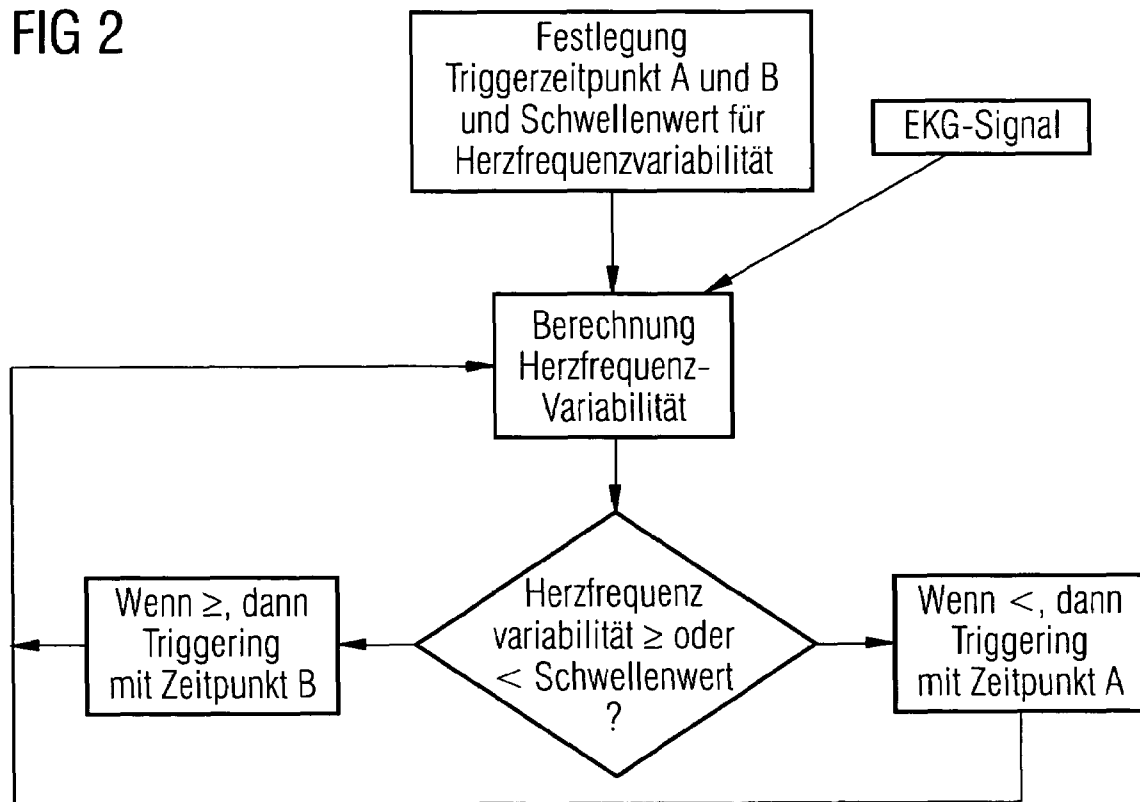 FIG 2
Festlegung
Triggerzeitpunkt A und B
und Schwellenwert für
Herzfrequenzvariabilität
EKG-Signal
Berechnung
Herzfrequenz-
Variabilität
Wenn ≥, dann
Triggering
mit Zeitpunkt B
Herzfrequenz
variabilität ≥ oder
< Schwellenwert
?
Wenn <, dann
Triggering
mit Zeitpunkt A